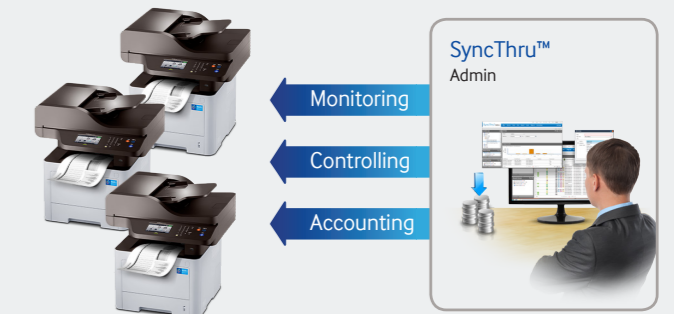 SyncThru™
Admin
Monitoring
Controlling
Accounting